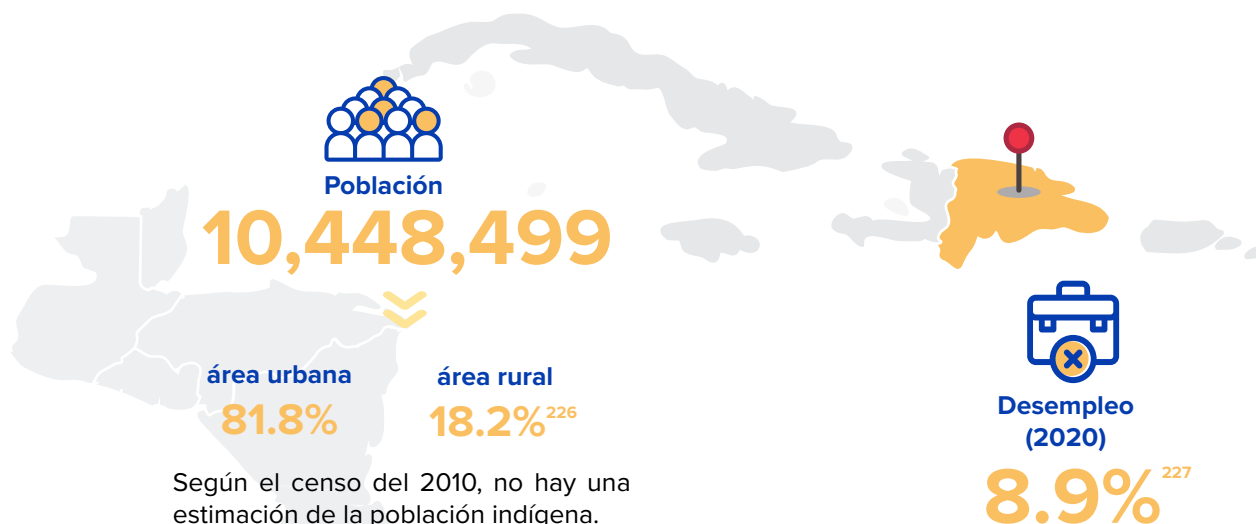 Población
10,448,499
área urbana
81.8%
área rural
18.2%226
Según el censo del 2010, no hay una
estimación de la población indígena.
Desempleo
(2020)
8.9%227